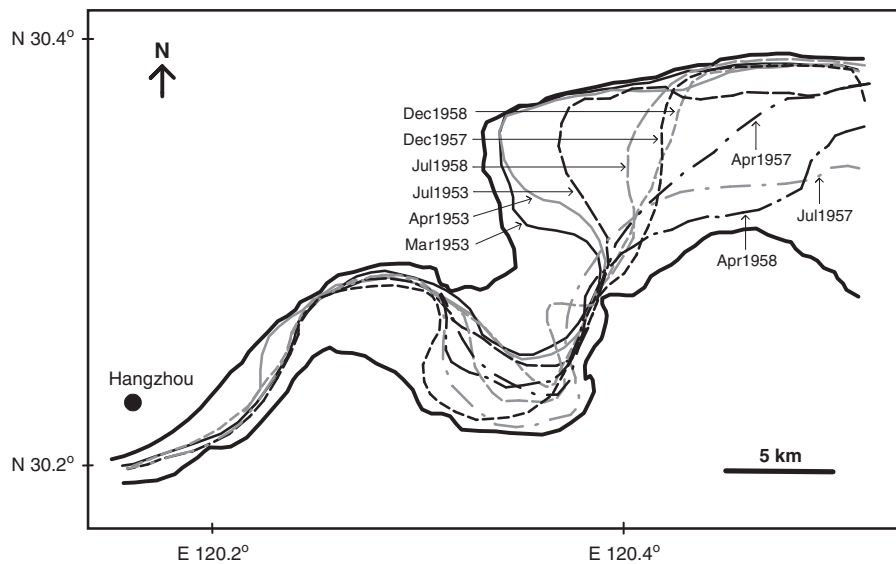 N 30.4°
N
Dec1958
Dec1957
Jul1958
Jul1953
Apr1953
Mar1953
Apr1957
Jul1957
Apr1958
Hangzhou
N 30.2°
5 km
E 120.2°
E 120.4°